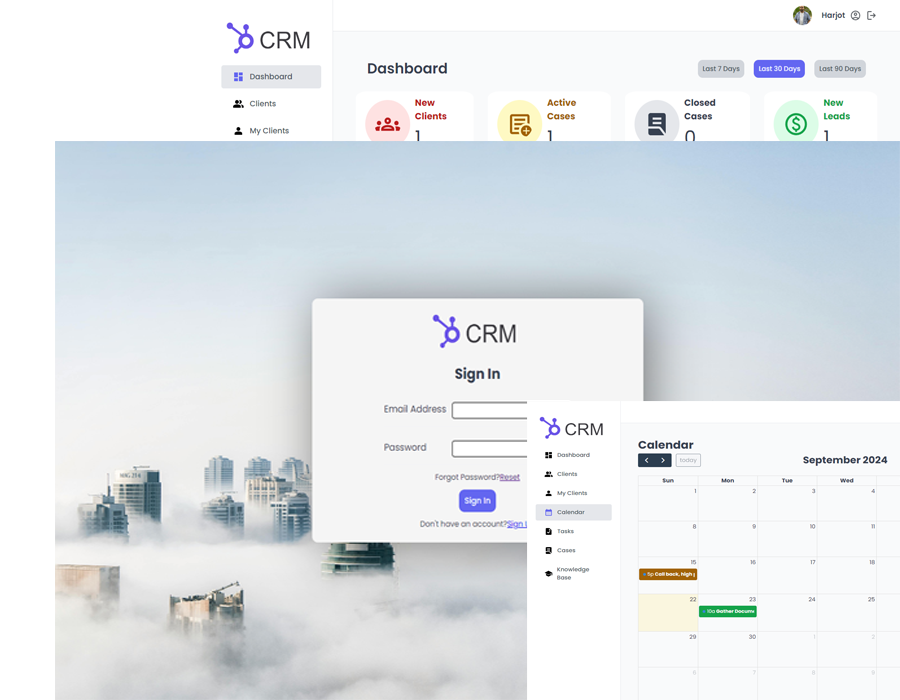 Harjot
CRM
Dashboard
Last 7 Days
Last 30 Days
Last 90 Days
Dashboard
Clients
My Clients
New
Clients
1
Active
Cases
1
Closed
Cases
0
New
Leads
1
CRM
Sign In
Email Address
Password
Forgot Password?Reset
Sign In
Don't have an account?Sign
CRM
Dashboard
Clients
My Clients
Calendar
Tasks
Cases
Knowledge
Base
Calendar
today
September 2024
Sun Mon Tue Wed
1 2 3 4
8 9 10 11
15 16 17 18
5p Call back, high
22 23 24 25
10a Gather Docum
29 30 1 2
6 7 8 9